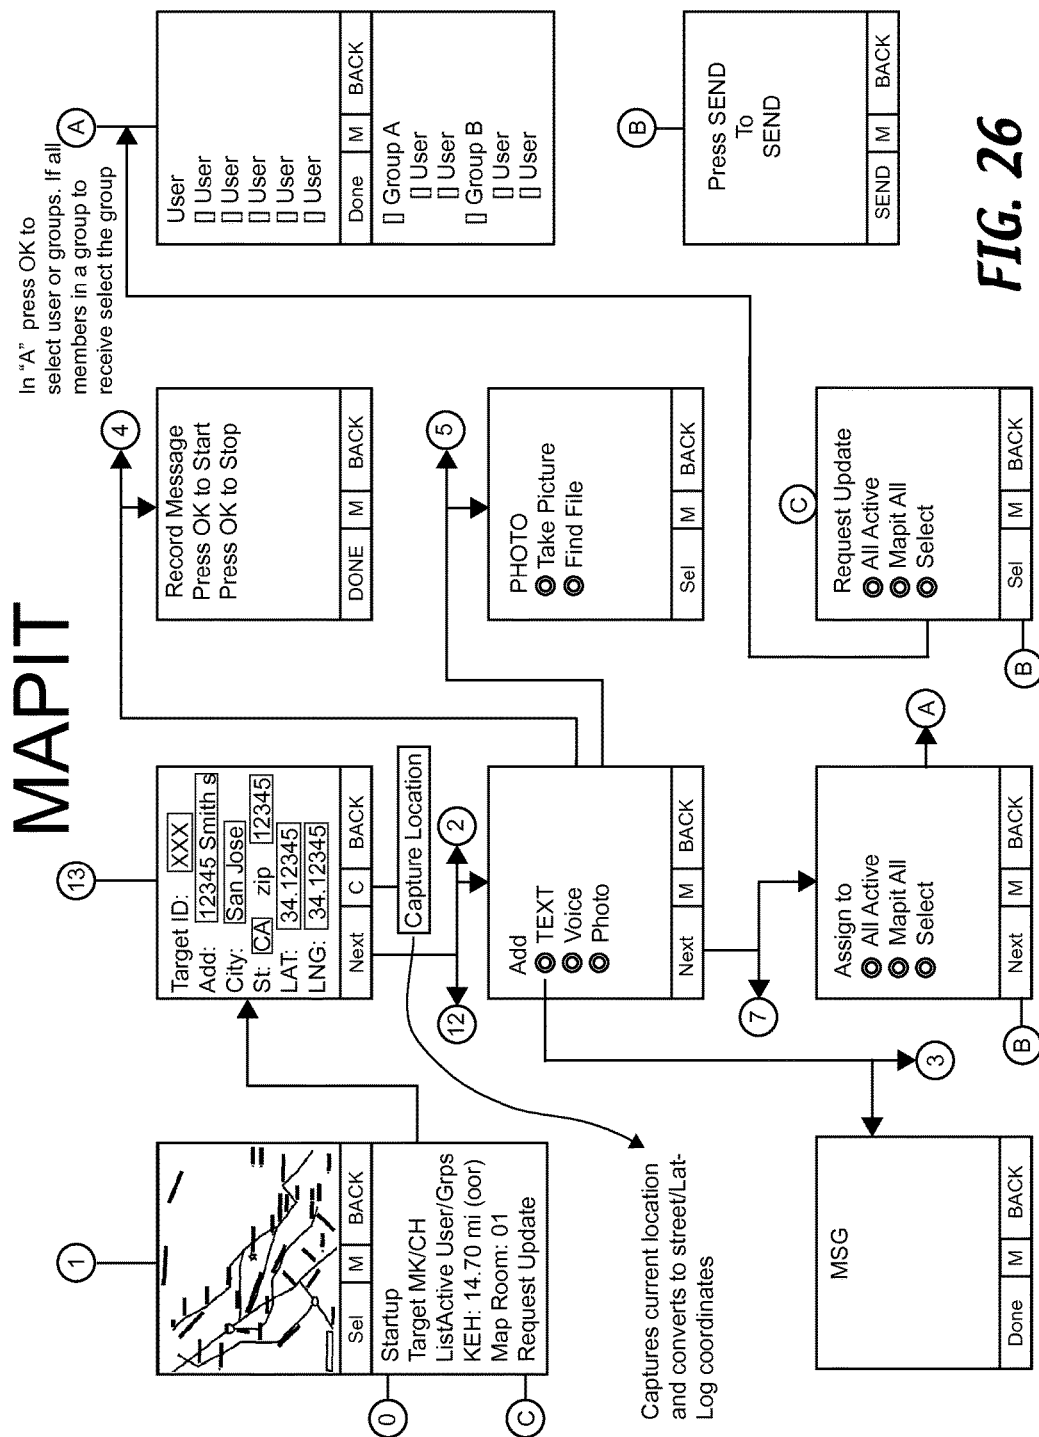 MAPIT
1
Sel M BACK
0
Startup
Target MK/CH
ListActive User/Grps
KEH: 14.70 mi (oor)
Map Room: 01
Request Update
C
Captures current location
and converts to street/Lat-
Log coordinates
MSG
Done M BACK
13
Target ID: XXX
Add: 12345 Smith s
City: San Jose
St: CA zip 12345
LAT: 34.12345
LNG: 34.12345
Next C BACK
Capture Location
12
2
Add
TEXT
Voice
Photo
Next M BACK
7
3
Assign to
All Active
Mapit All
Select
Next M BACK
B
A
4
Record Message
Press OK to Start
Press OK to Stop
DONE M BACK
5
PHOTO
Take Picture
Find File
Sel M BACK
C
Request Update
All Active
Mapit All
Select
Sel M BACK
B
In "A" press OK to
select user or groups. If all
members in a group to
receive select the group
A
User
[] User
[] User
[] User
[] User
[] User
Done M BACK
[] Group A
[] User
[] User
[] Group B
[] User
[] User
B
Press SEND
To
SEND
SEND M BACK
FIG. 26